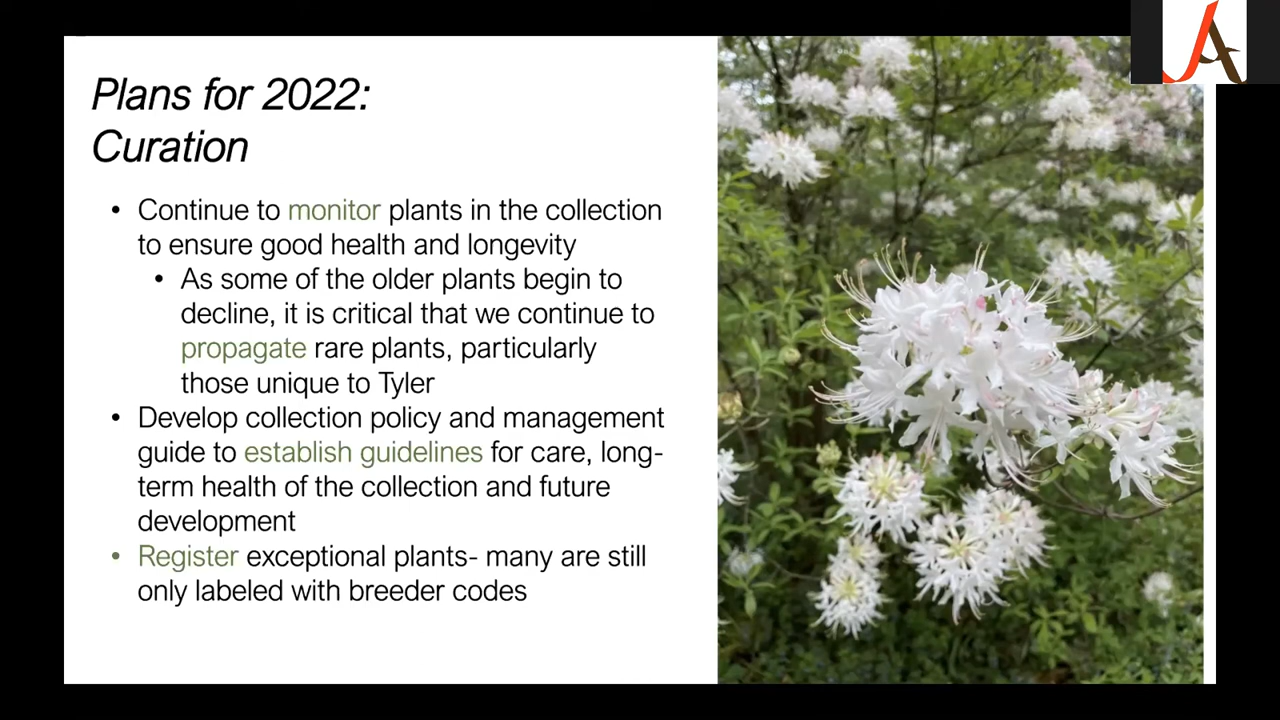 Plans for 2022:
Curation
• Continue to monitor plants in the collection
to ensure good health and longevity
• As some of the older plants begin to
decline, it is critical that we continue to
propagate rare plants, particularly
those unique to Tyler
• Develop collection policy and management
guide to establish guidelines for care, long-
term health of the collection and future
development
• Register exceptional plants- many are still
only labeled with breeder codes